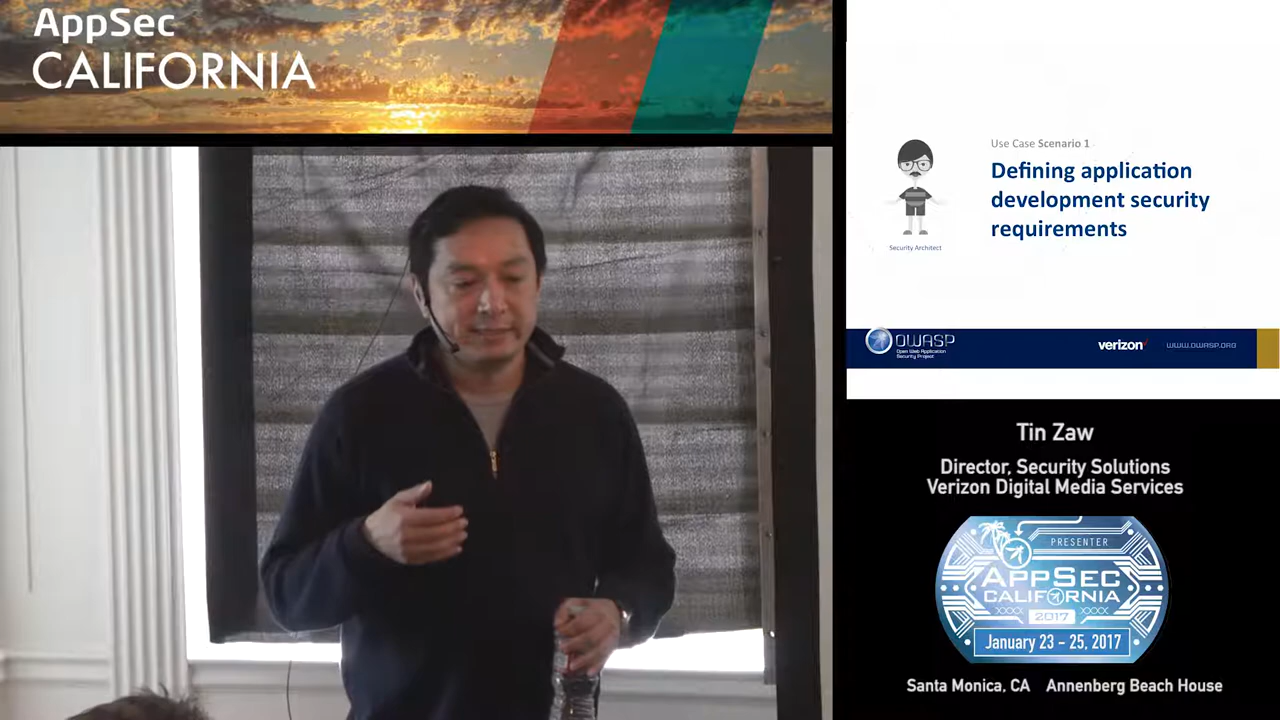 AppSec
CALIFORNIA
Use Case Scenario 1
Defining application
development security
requirements
Security Architect
OWASP
Open Web Application
Security Project
verizon
WWW.OWASP.ORG
Tin Zaw
Director, Security Solutions
Verizon Digital Media Services
PRESENTER
APPSEC
CALIFORNIA
XXXX 2017 XXXX
January 23 - 25, 2017
Santa Monica, CA Annenberg Beach House